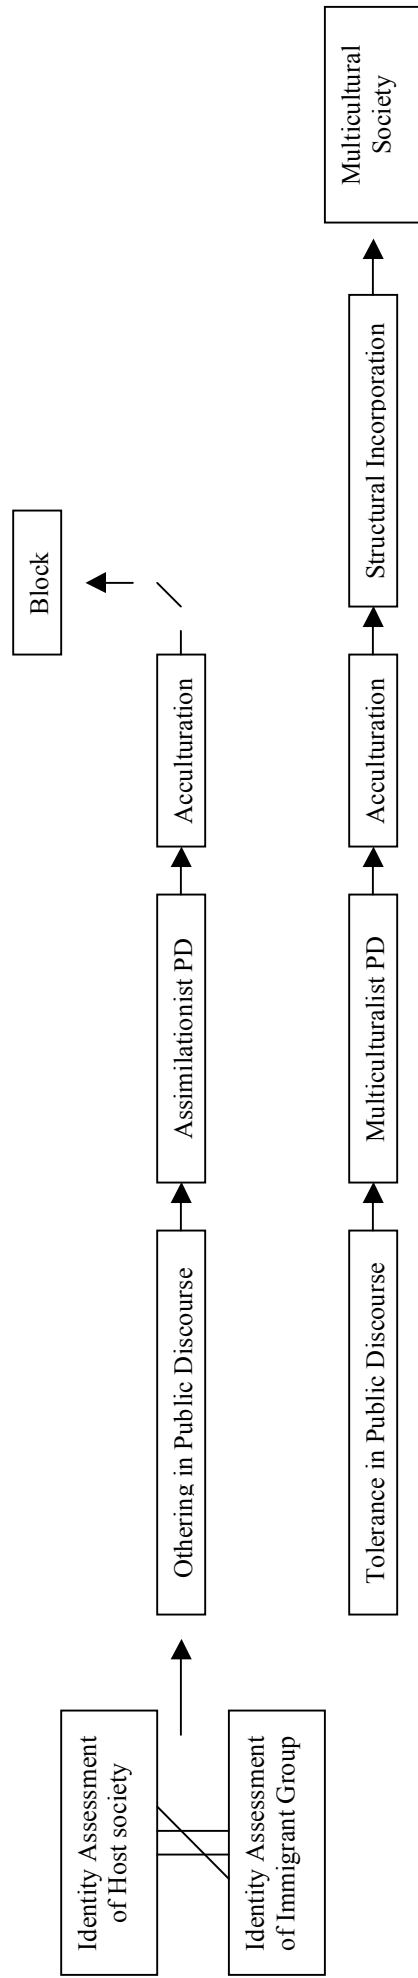 Identity Assessment
of Host society
Identity Assessment
of Immigrant Group
Othering in Public Discourse
Assimilationist PD
Acculturation
Block
Tolerance in Public Discourse
Multiculturalist PD
Acculturation
Structural Incorporation
Multicultural
Society